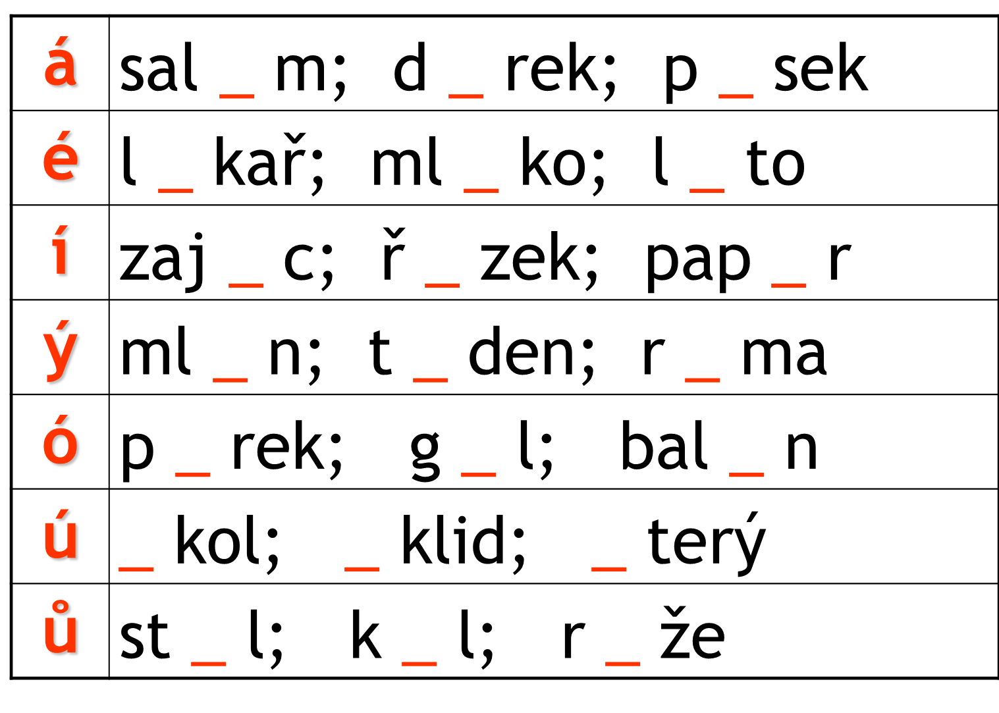 á sal _ m; d _ rek; p _ sek
é l _ kař; ml _ ko; l _ to
í zaj _ c; ř _ zek; pap _ r
ý ml _ n; t _ den; r _ ma
ó p _ rek; g _ l; bal _ n
ú _ kol; _ klid; _ terý
ů st _ l; k _ l; r _ že